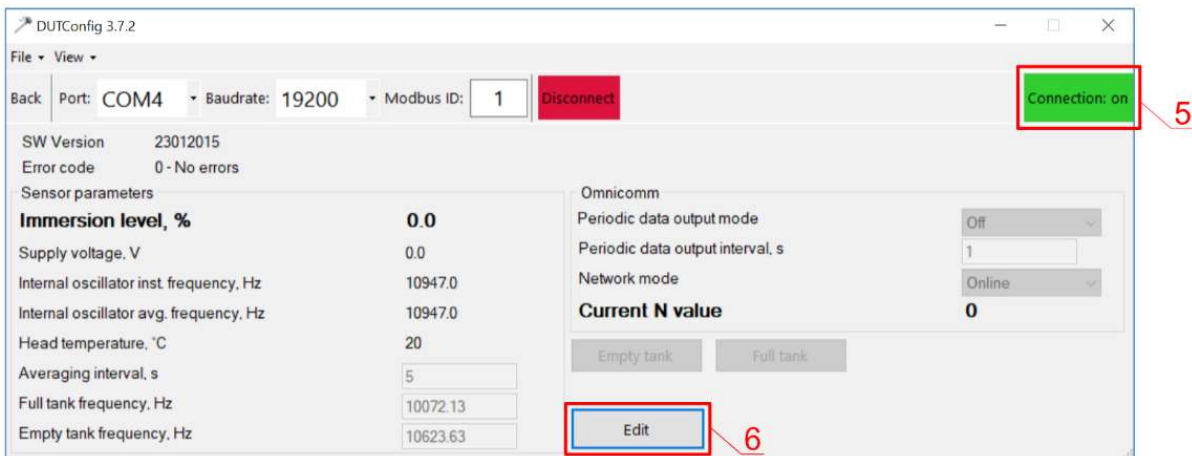 DUTConfig 3.7.2
File View
Back Port: COM4 Baudrate: 19200 Modbus ID: 1 Disconnect Connection: on
5
SW Version 23012015
Error code 0 - No errors
Sensor parameters
Immersion level, % 0.0
Supply voltage, V 0.0
Internal oscillator inst. frequency, Hz 10947.0
Internal oscillator avg. frequency, Hz 10947.0
Head temperature, °C 20
Averaging interval, s 5
Full tank frequency, Hz 10072.13
Empty tank frequency, Hz 10623.63
Omnicomm
Periodic data output mode Off
Periodic data output interval, s 1
Network mode Online
Current N value 0
Empty tank Full tank
Edit
6